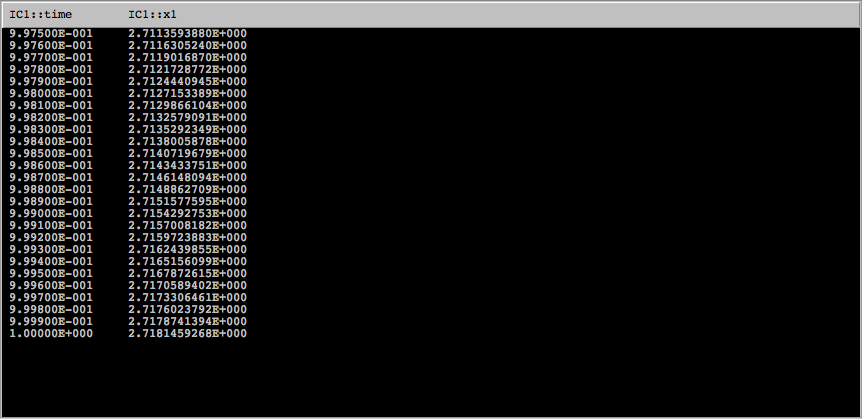 IC1::time IC1::x1
9.97500E-001 2.7113593880E+000
9.97600E-001 2.7116305240E+000
9.97700E-001 2.7119016870E+000
9.97800E-001 2.7121728772E+000
9.97900E-001 2.7124440945E+000
9.98000E-001 2.7127153389E+000
9.98100E-001 2.7129866104E+000
9.98200E-001 2.7132579091E+000
9.98300E-001 2.7135292349E+000
9.98400E-001 2.7138005878E+000
9.98500E-001 2.7140719679E+000
9.98600E-001 2.7143433751E+000
9.98700E-001 2.7146148094E+000
9.98800E-001 2.7148862709E+000
9.98900E-001 2.7151577595E+000
9.99000E-001 2.7154292753E+000
9.99100E-001 2.7157008182E+000
9.99200E-001 2.7159723883E+000
9.99300E-001 2.7162439855E+000
9.99400E-001 2.7165156099E+000
9.99500E-001 2.7167872615E+000
9.99600E-001 2.7170589402E+000
9.99700E-001 2.7173306461E+000
9.99800E-001 2.7176023792E+000
9.99900E-001 2.7178741394E+000
1.00000E+000 2.7181459268E+000